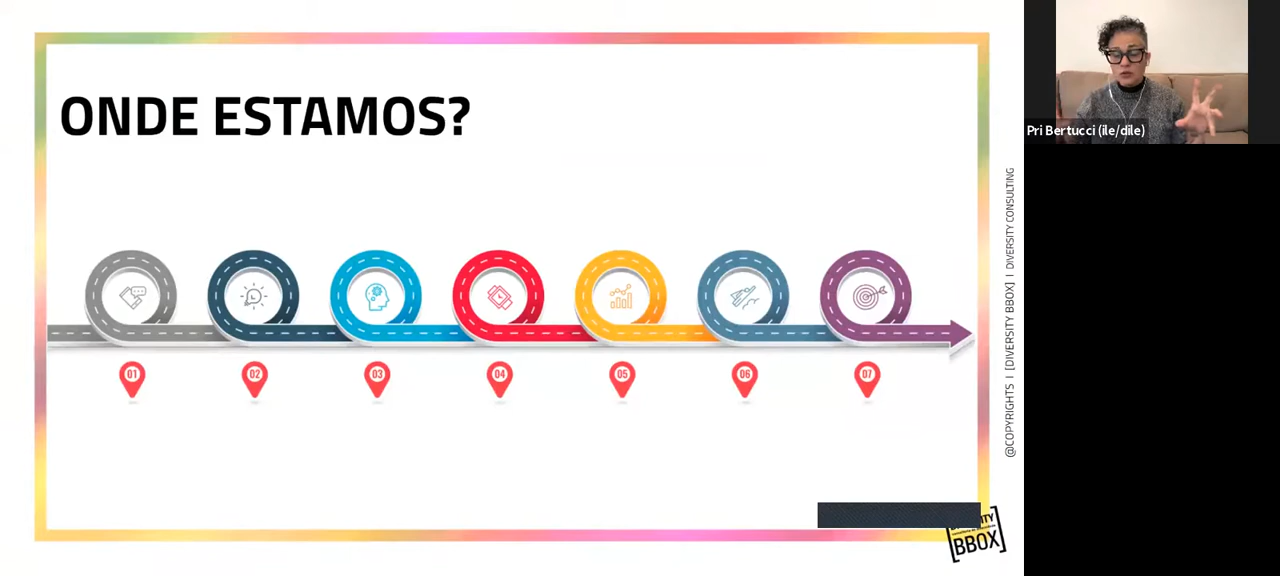 ONDE ESTAMOS?
Pri Bertucci (ile/dile)
01
02
03
04
05
06
07
@COPYRIGHTS I [DIVERSITY BBOX] I DIVERSITY CONSULTING
BBOX